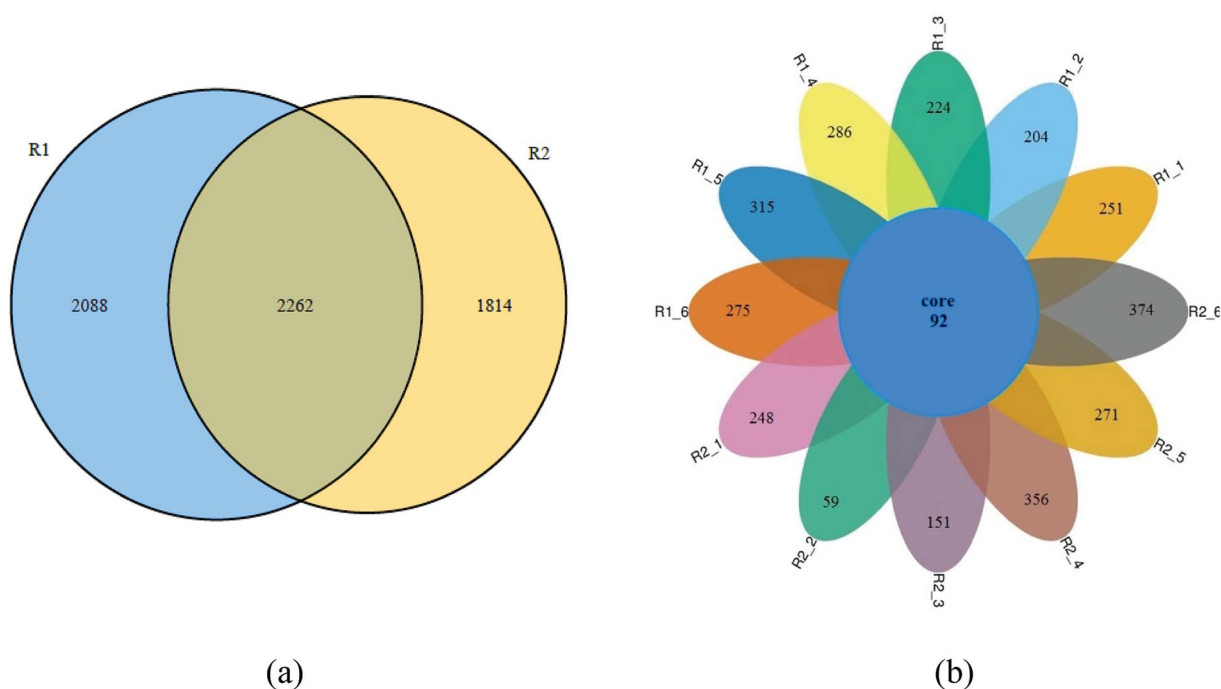 R1
R2
2088
2262
1814
(a)
R1_3
R1_4
R1_2
224
286
204
R1_5
R1_1
315
251
R1_6
275
core
92
374
R2_6
248
271
R2_1
R2_5
59
151
356
R2_2
R2_3
R2_4
(b)